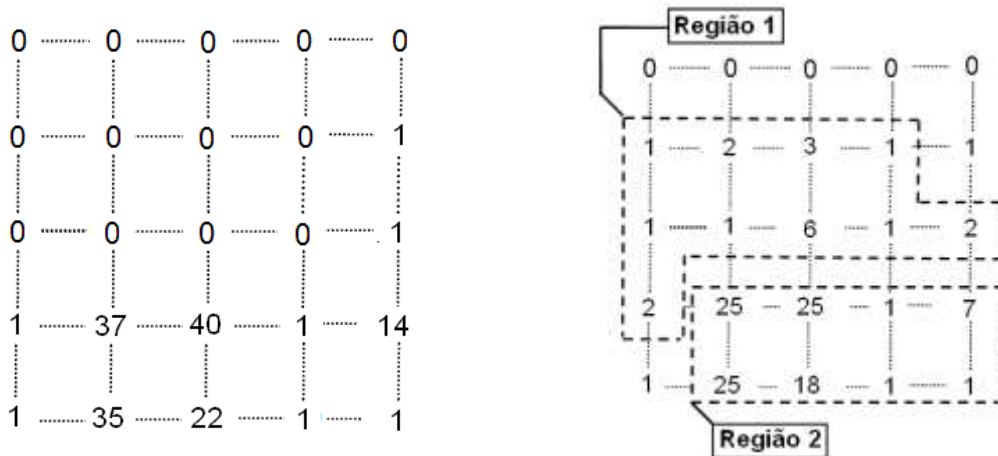 0 0 0 0 0
0 0 0 0 1
0 0 0 0 1
1 37 40 1 14
1 35 22 1 1
Região 1
0 0 0 0 0
1 2 3 1 1
1 1 6 1 2
2 25 25 1 7
1 25 18 1 1
Região 2